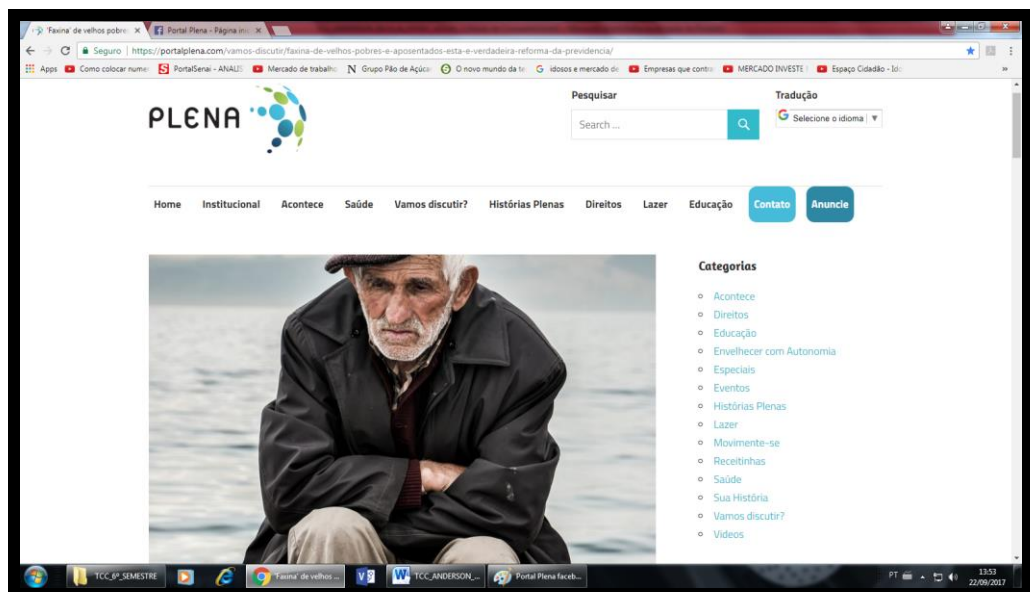 'Faxina' de velhos pobre
Portal Plena - Página inic
Seguro https://portalplena.com/vamos-discutir/faxina-de-velhos-pobres-e-aposentados-esta-e-verdadeira-reforma-da-previdencia/
Apps Como colocar nume PortalSenai - ANALIS Mercado de trabalho Grupo Pão de Açúca O novo mundo da te idosos e mercado de Empresas que contra MERCADO INVESTE Espaço Cidadão - Ido
PLENA
Pesquisar
Search ...
Tradução
G Selecione o idioma
Home Institucional Acontece Saúde Vamos discutir? Histórias Plenas Direitos Lazer Educação Contato Anuncie
Categorias
Acontece
Direitos
Educação
Envelhecer com Autonomia
Especiais
Eventos
Histórias Plenas
Lazer
Movimente-se
Receitinhas
Saúde
Sua História
Vamos discutir?
Videos
TCC_6º_SEMESTRE 'Faxina' de velhos ... TCC_ANDERSON_... Portal Plena faceb... PT 13:53
22/09/2017